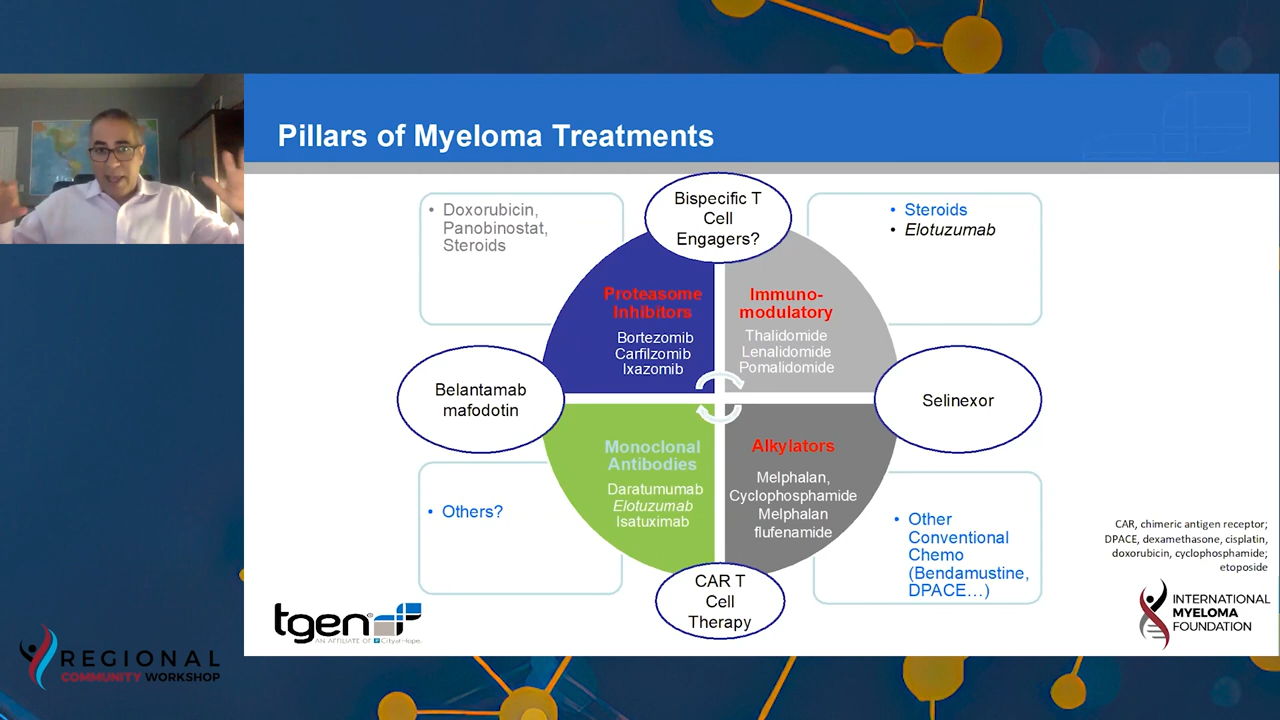 Pillars of Myeloma Treatments
• Doxorubicin,
Panobinostat,
Steroids
Bispecific T
Cell
Engagers?
• Steroids
• Elotuzumab
Proteasome
Inhibitors
Bortezomib
Carfilzomib
Ixazomib
Immuno-
modulatory
Thalidomide
Lenalidomide
Pomalidomide
Belantamab
mafodotin
Selinexor
Monoclonal
Antibodies
Daratumumab
Elotuzumab
Isatuximab
Alkylators
Melphalan,
Cyclophosphamide
Melphalan
flufenamide
• Others?
• Other
Conventional
Chemo
(Bendamustine,
DPACE…)
CAR T
Cell
Therapy
CAR, chimeric antigen receptor;
DPACE, dexamethasone, cisplatin,
doxorubicin, cyclophosphamide;
etoposide
tgen
AN AFFILIATE OF City of Hope.
INTERNATIONAL
MYELOMA
FOUNDATION
REGIONAL
COMMUNITY WORKSHOP